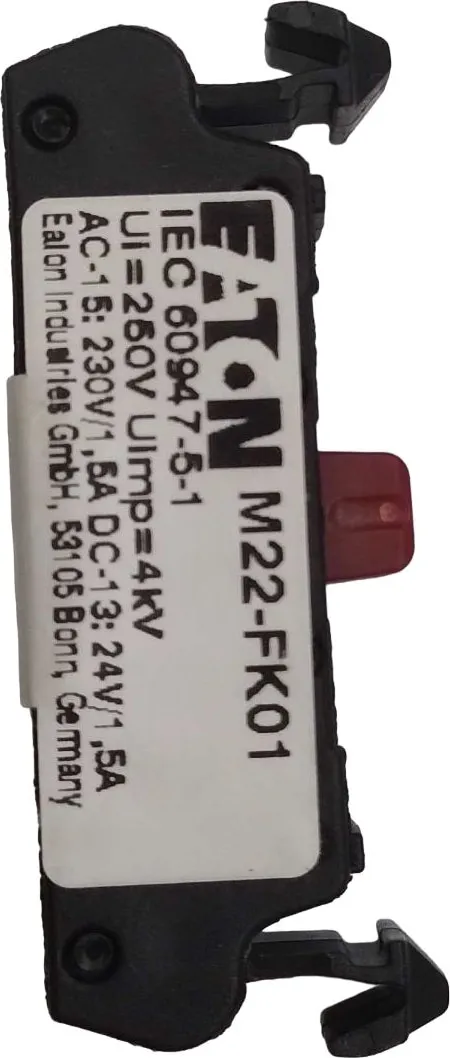 EATON M22-FK01
IEC 60947-5-1
Ui=250V UImp=4kV
AC-15: 230V/1,5A DC-13: 24V/1,5A
Eaton Industries GmbH, 53105 Bonn, Germany